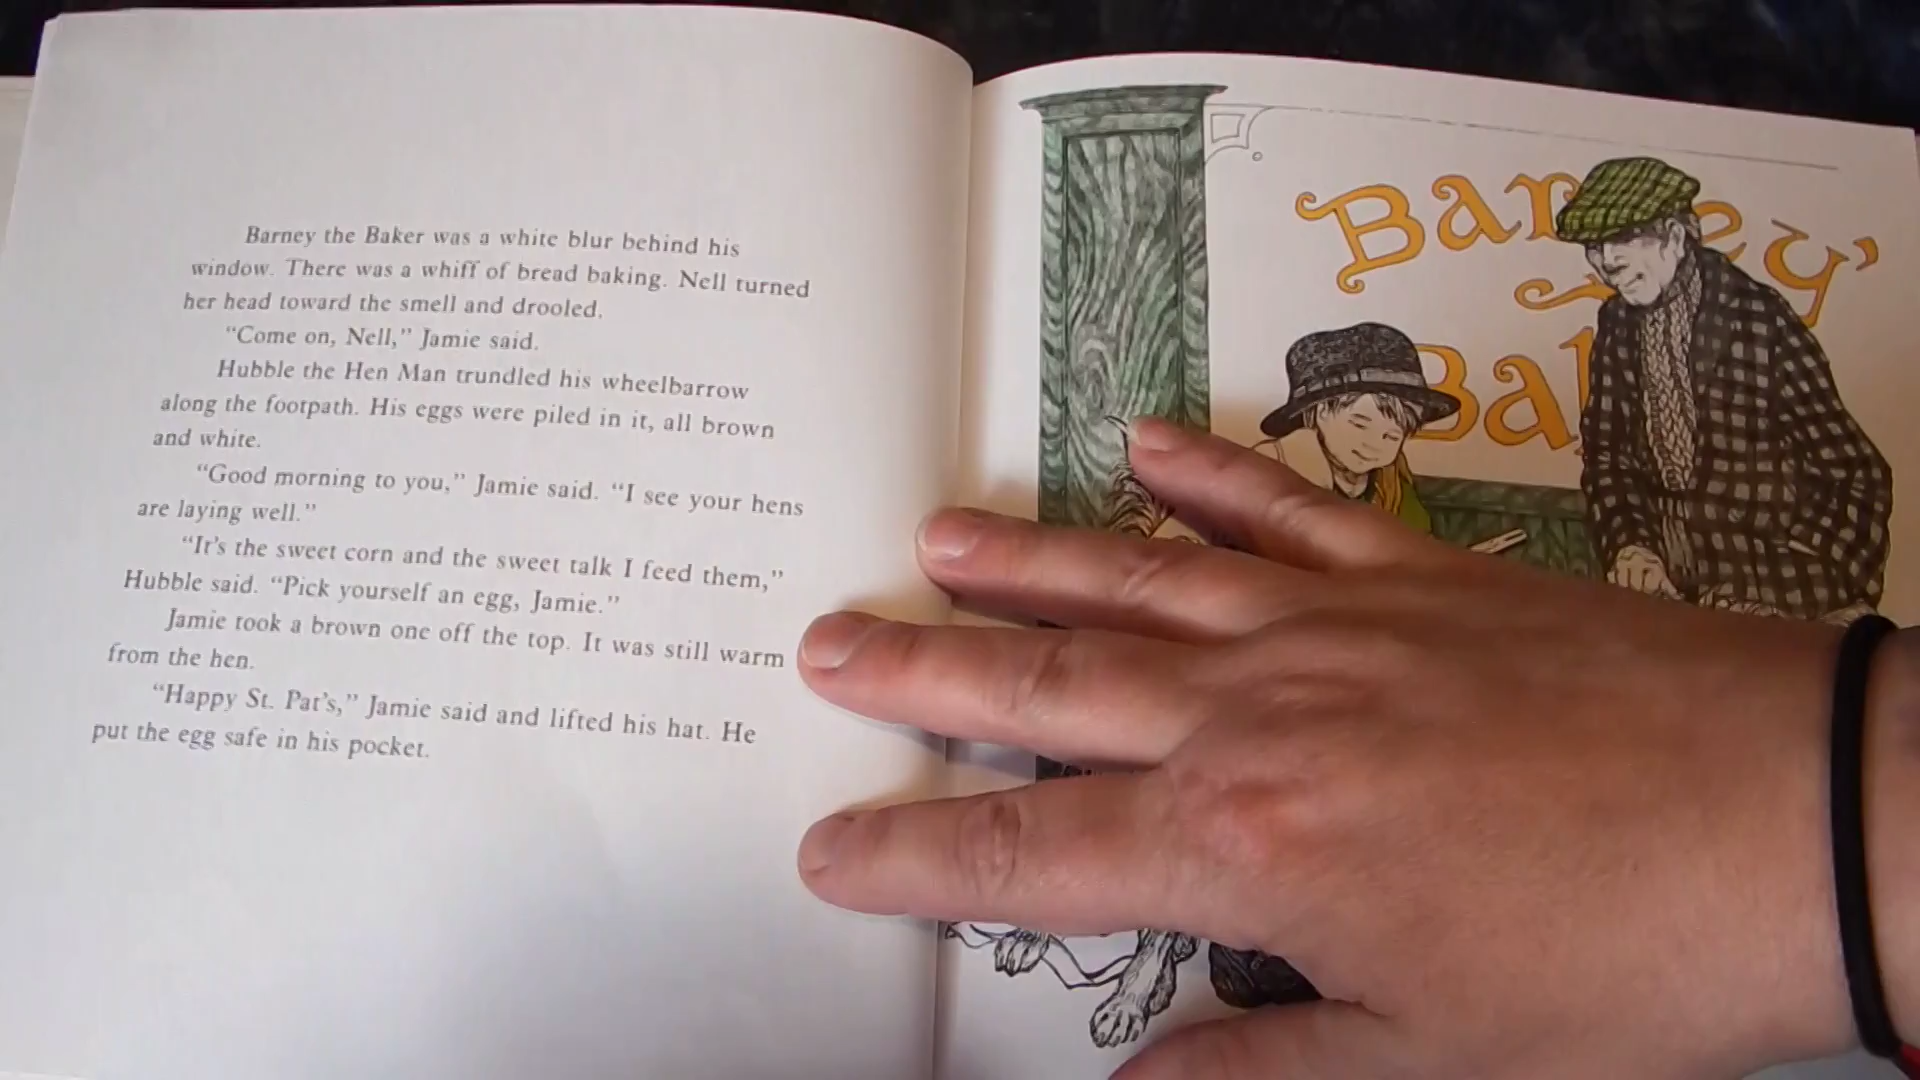 Barney the Baker was a white blur behind his
window. There was a whiff of bread baking. Nell turned
her head toward the smell and drooled.
“Come on, Nell,” Jamie said.
Hubble the Hen Man trundled his wheelbarrow
along the footpath. His eggs were piled in it, all brown
and white.
“Good morning to you,” Jamie said. “I see your hens
are laying well.”
“It’s the sweet corn and the sweet talk I feed them,”
Hubble said. “Pick yourself an egg, Jamie.”
Jamie took a brown one off the top. It was still warm
from the hen.
“Happy St. Pat’s,” Jamie said and lifted his hat. He
put the egg safe in his pocket.